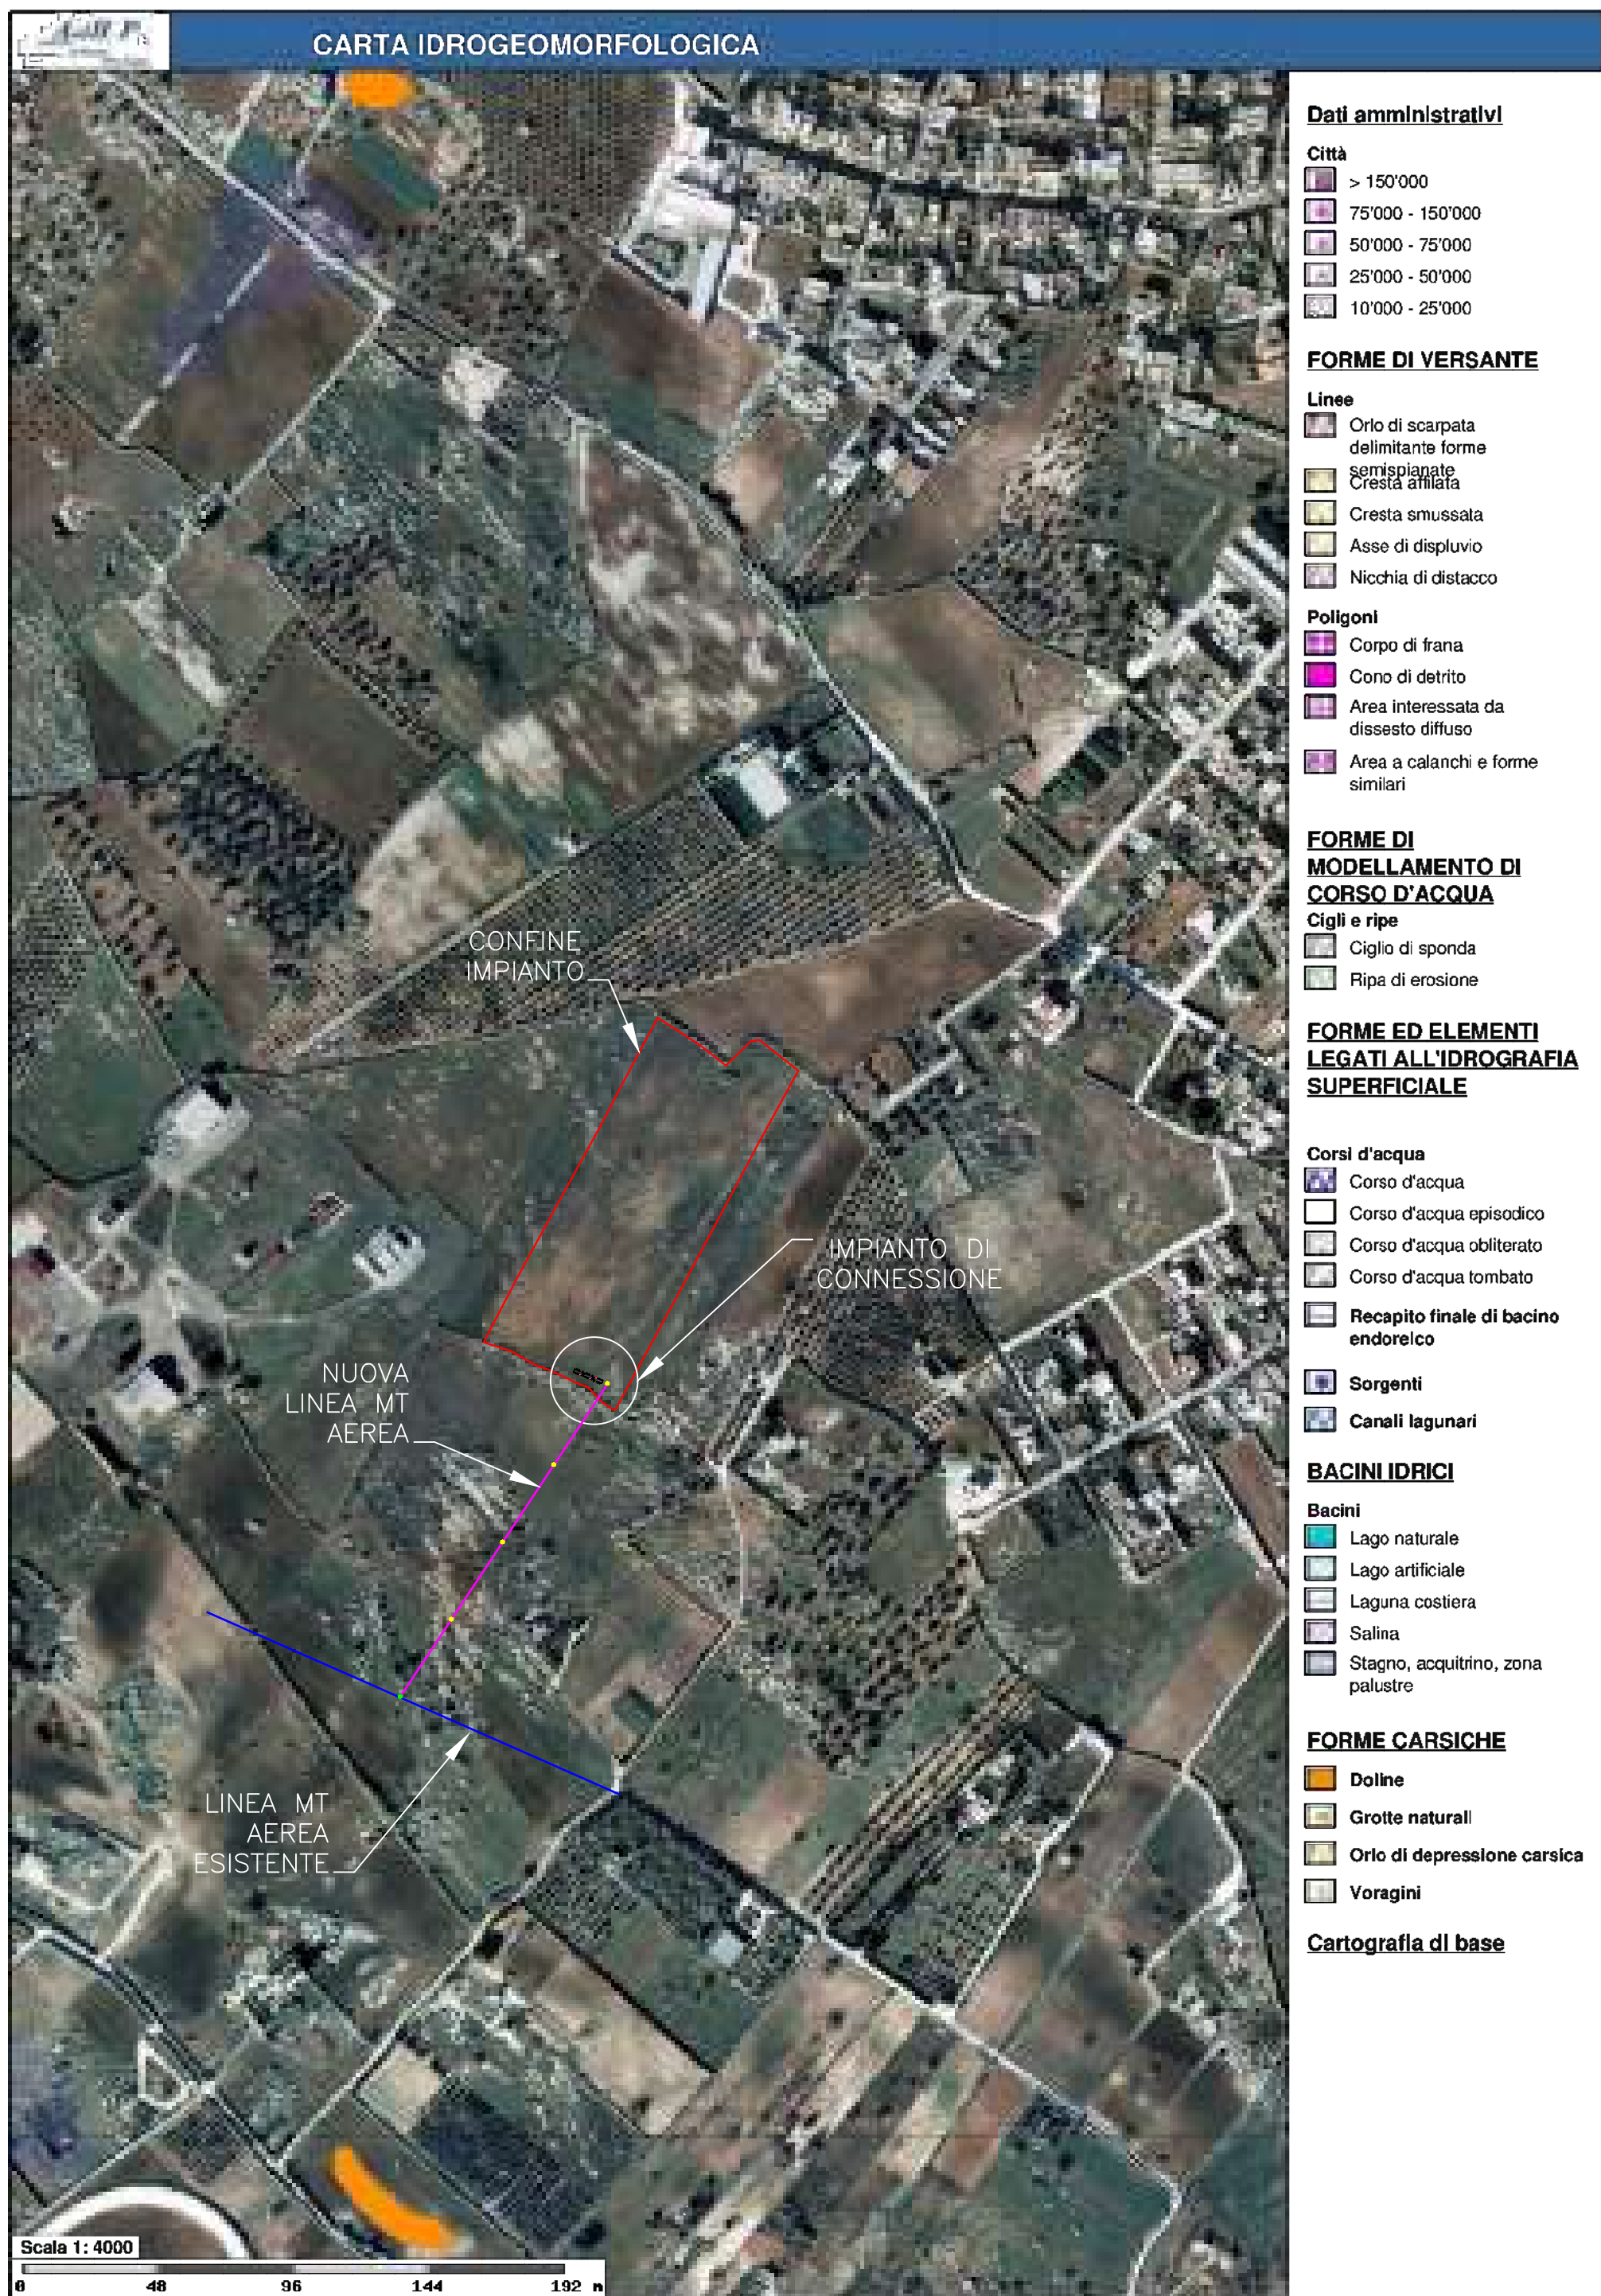 CARTA IDROGEOMORFOLOGICA
CONFINE
IMPIANTO
IMPIANTO DI
CONNESSIONE
NUOVA
LINEA MT
AEREA
LINEA MT
AEREA
ESISTENTE
Scala 1: 4000
0 48 96 144 192 m
Dati amministrativi
Città
> 150'000
75'000 - 150'000
50'000 - 75'000
25'000 - 50'000
10'000 - 25'000
FORME DI VERSANTE
Linee
Orlo di scarpata
delimitante forme
semispianate
Cresta affilata
Cresta smussata
Asse di displuvio
Nicchia di distacco
Poligoni
Corpo di frana
Cono di detrito
Area interessata da
dissesto diffuso
Area a calanchi e forme
similari
FORME DI
MODELLAMENTO DI
CORSO D'ACQUA
Cigli e ripe
Ciglio di sponda
Ripa di erosione
FORME ED ELEMENTI
LEGATI ALL'IDROGRAFIA
SUPERFICIALE
Corsi d'acqua
Corso d'acqua
Corso d'acqua episodico
Corso d'acqua obliterato
Corso d'acqua tombato
Recapito finale di bacino
endoreico
Sorgenti
Canali lagunari
BACINI IDRICI
Bacini
Lago naturale
Lago artificiale
Laguna costiera
Salina
Stagno, acquitrino, zona
palustre
FORME CARSICHE
Doline
Grotte naturali
Orlo di depressione carsica
Voragini
Cartografia di base